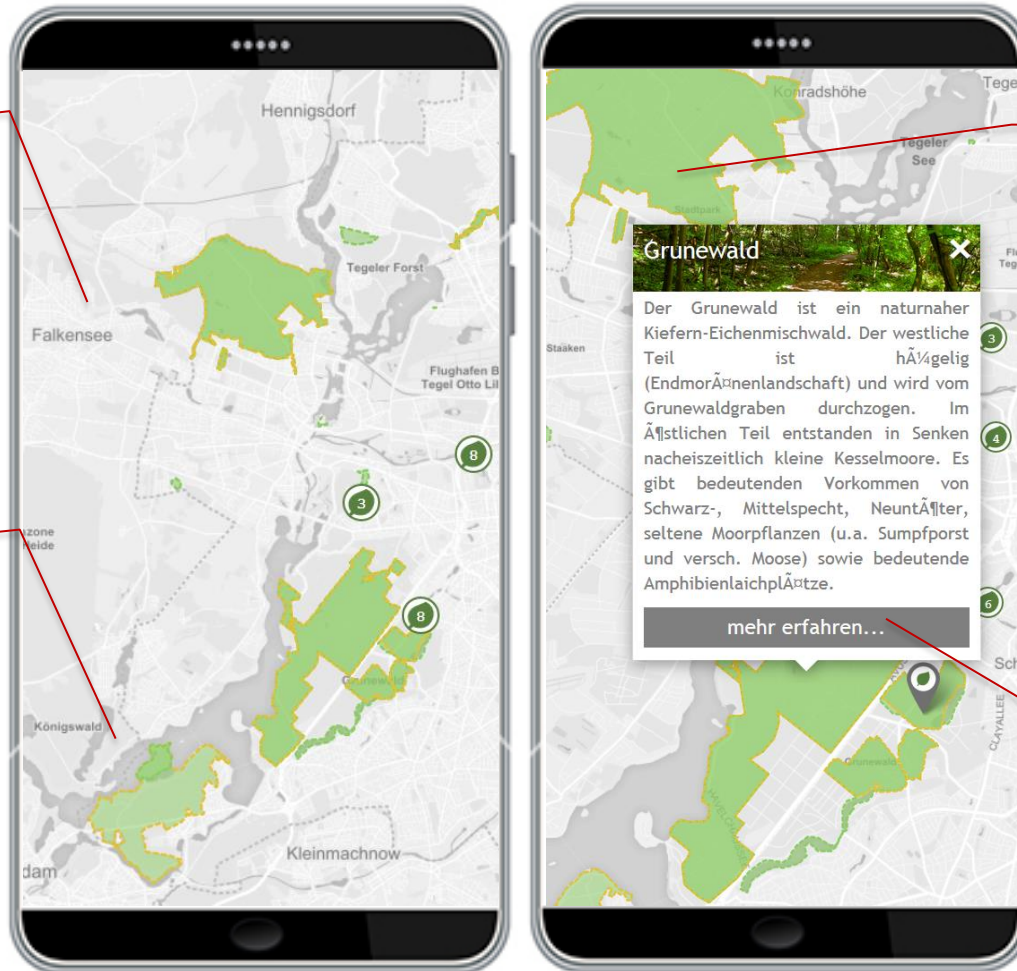 Hennigsdorf
Tegeler Forst
Falkensee
Flughafen B
Tegel Otto Lil
8
3
zone
Heide
8
Grunewald
Königswald
Kleinmachnow
dam
Konradshöhe
Tege
Tegeler
See
Stadtpark
Grunewald
Der Grunewald ist ein naturnaher
Kiefern-Eichenmischwald. Der westliche
Teil ist hÃ¼gelig
(EndmorÃ¤nenlandschaft) und wird vom
Grunewaldgraben durchzogen. Im
Ã¶stlichen Teil entstanden in Senken
nacheiszeitlich kleine Kesselmoore. Es
gibt bedeutenden Vorkommen von
Schwarz-, Mittelspecht, NeuntÃ¶ter,
seltene Moorpflanzen (u.a. Sumpfporst
und versch. Moose) sowie bedeutende
AmphibienlaichplÃ¤tze.
mehr erfahren...
Flu
Teg
Staaken
3
4
6
Sch
CLAYALLEE
Grunewald